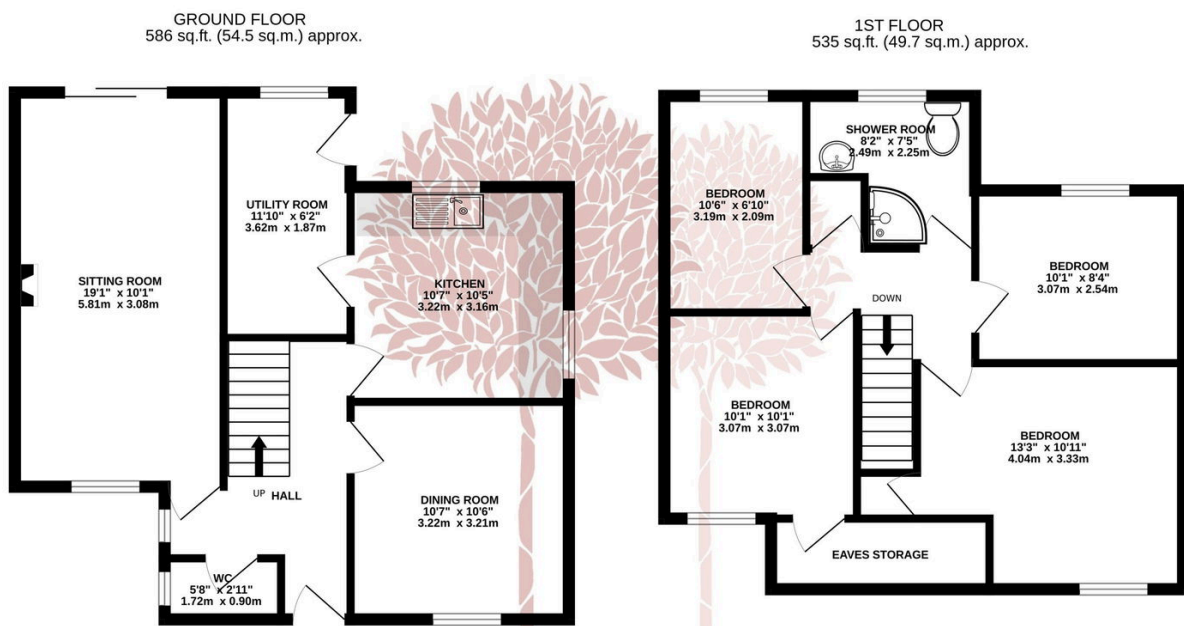 GROUND FLOOR
586 sq.ft. (54.5 sq.m.) approx.
SITTING ROOM
19'1" x 10'1"
5.81m x 3.08m
UTILITY ROOM
11'10" x 6'2"
3.62m x 1.87m
KITCHEN
10'7" x 10'5"
3.22m x 3.16m
UP
HALL
DINING ROOM
10'7" x 10'6"
3.22m x 3.21m
WC
5'8" x 2'11"
1.72m x 0.90m
1ST FLOOR
535 sq.ft. (49.7 sq.m.) approx.
SHOWER ROOM
8'2" x 7'5"
2.49m x 2.25m
BEDROOM
10'6" x 6'10"
3.19m x 2.09m
BEDROOM
10'1" x 8'4"
3.07m x 2.54m
DOWN
BEDROOM
10'1" x 10'1"
3.07m x 3.07m
BEDROOM
13'3" x 10'11"
4.04m x 3.33m
EAVES STORAGE